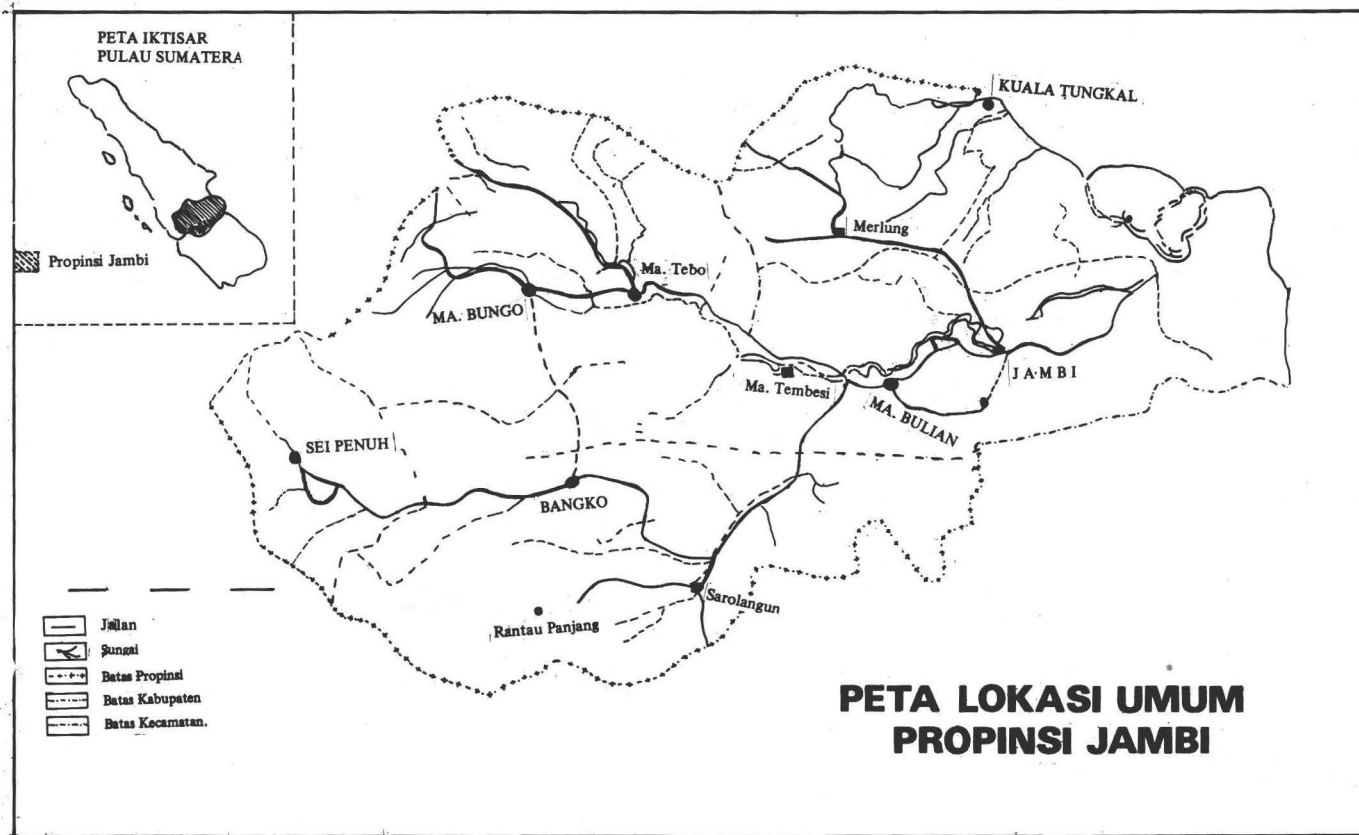 PETA IKTISAR
PULAU SUMATERA
Propinsi Jambi
KUALA TUNGKAL
Merlung
Ma. Tebo
MA. BUNGO
JAMBI
Ma. Tembesi
MA. BULIAN
SEI PENUH
BANGKO
Sarolangun
Rantau Panjang
Jallan
Sungai
Batas Propinsi
Batas Kabupaten
Batas Kecamatan.
PETA LOKASI UMUM
PROPINSI JAMBI